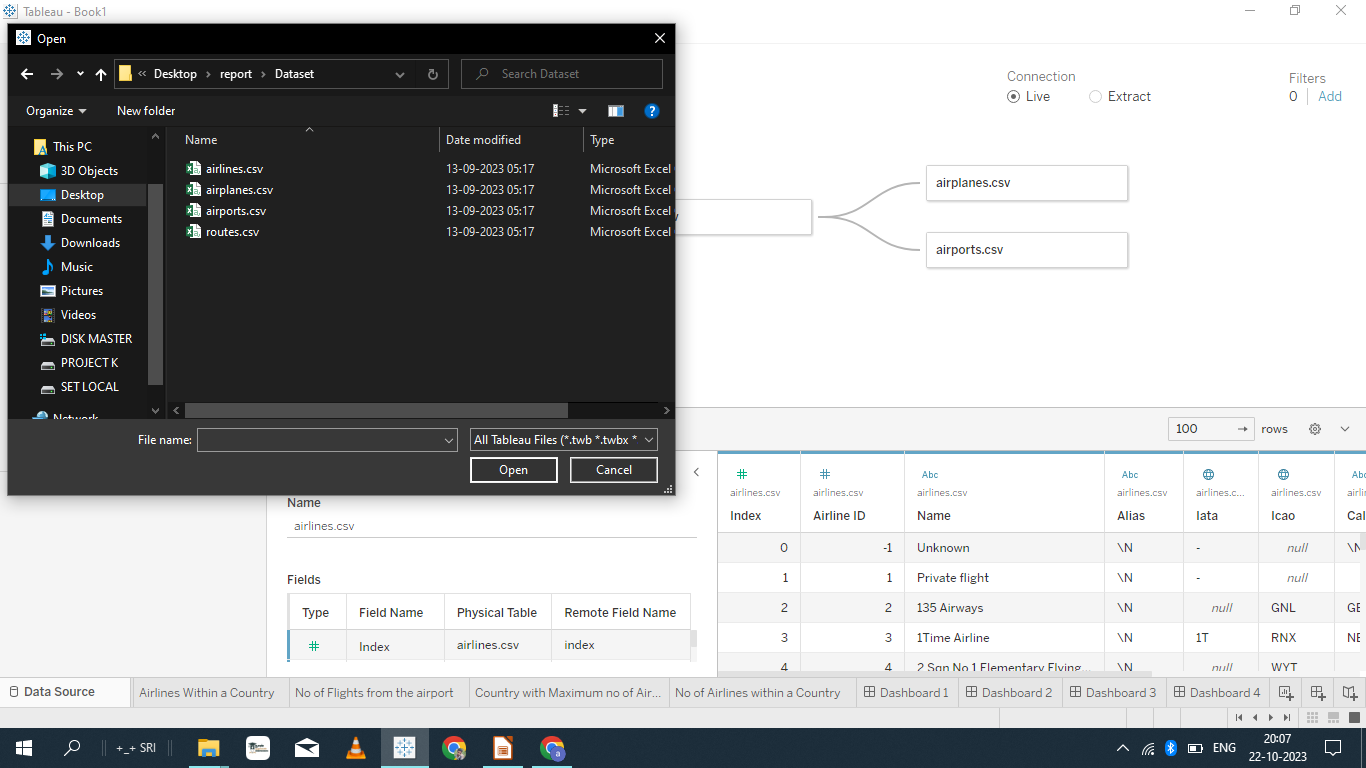 Tableau - Book1
Open
Desktop › report › Dataset
Search Dataset
Organize
New folder
Name Date modified Type
This PC
3D Objects
Desktop
Documents
Downloads
Music
Pictures
Videos
DISK MASTER
PROJECT K
SET LOCAL
Network
airlines.csv 13-09-2023 05:17 Microsoft Excel
airplanes.csv 13-09-2023 05:17 Microsoft Excel
airports.csv 13-09-2023 05:17 Microsoft Excel
routes.csv 13-09-2023 05:17 Microsoft Excel
File name:
All Tableau Files (*.twb *.twbx *
Open Cancel
Connection
Live Extract
Filters
0 Add
airplanes.csv
airports.csv
100 → rows
Name
airlines.csv
Fields
Type Field Name Physical Table Remote Field Name
# Index airlines.csv index
# # Abc Abc Abc
airlines.csv airlines.csv airlines.csv airlines.csv airlines.c... airlines.csv airlin
Index Airline ID Name Alias Iata Icao Cal
0 -1 Unknown \N - null \N
1 1 Private flight \N - null
2 2 135 Airways \N null GNL GE
3 3 1Time Airline \N 1T RNX NE
4 4 2 Sqn No 1 Elementary Flying... \N null WYT
Data Source
Airlines Within a Country
No of Flights from the airport
Country with Maximum no of Air...
No of Airlines within a Country
Dashboard 1
Dashboard 2
Dashboard 3
Dashboard 4
+_+ SRI
ENG
20:07
22-10-2023